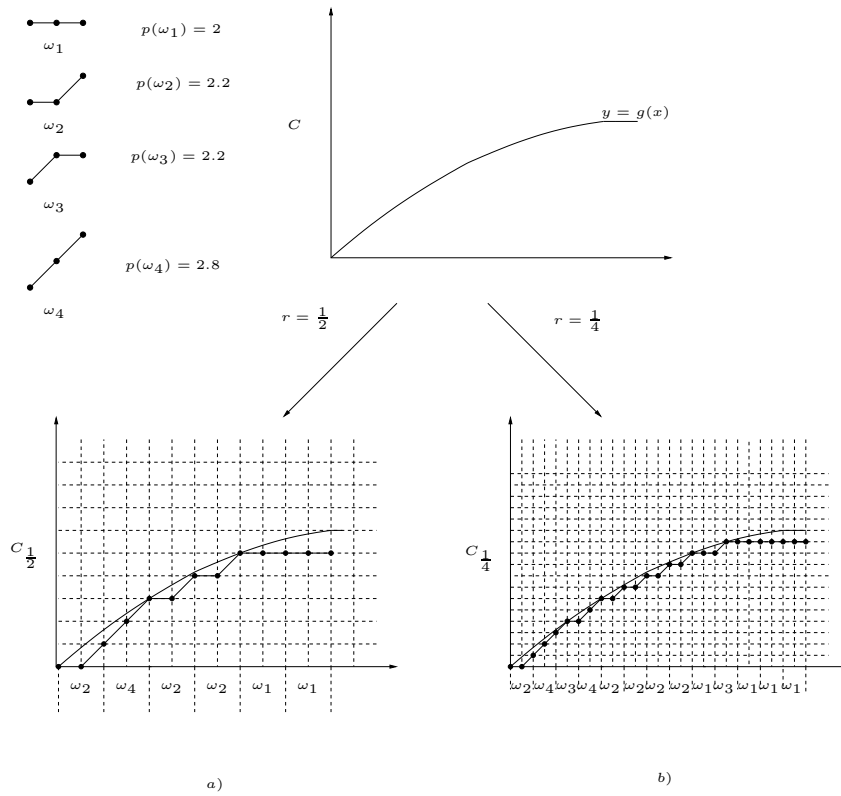 ω1
p(ω1) = 2
ω2
p(ω2) = 2.2
ω3
p(ω3) = 2.2
ω4
p(ω4) = 2.8
C
y = g(x)
r = 1/2
r = 1/4
C 1/2
ω2 ω4 ω2 ω2 ω1 ω1
a)
C 1/4
ω2 ω4 ω3 ω4 ω2 ω2 ω2 ω2 ω1 ω3 ω1 ω1 ω1
b)